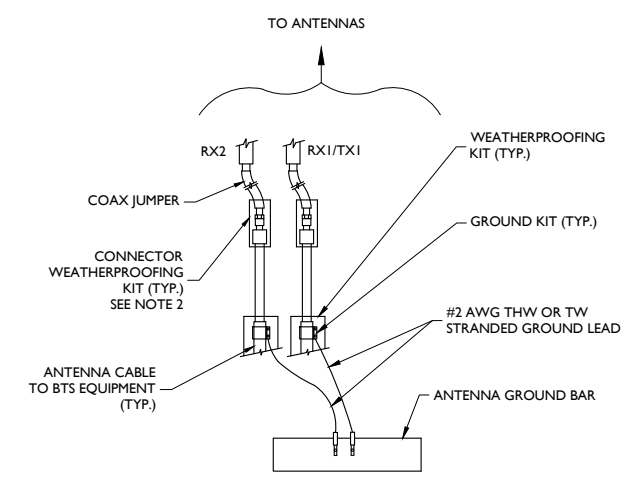 TO ANTENNAS
RX2
RX1/TX1
WEATHERPROOFING
KIT (TYP.)
COAX JUMPER
GROUND KIT (TYP.)
CONNECTOR
WEATHERPROOFING
KIT (TYP.)
SEE NOTE 2
#2 AWG THW OR TW
STRANDED GROUND LEAD
ANTENNA CABLE
TO BTS EQUIPMENT
(TYP.)
ANTENNA GROUND BAR